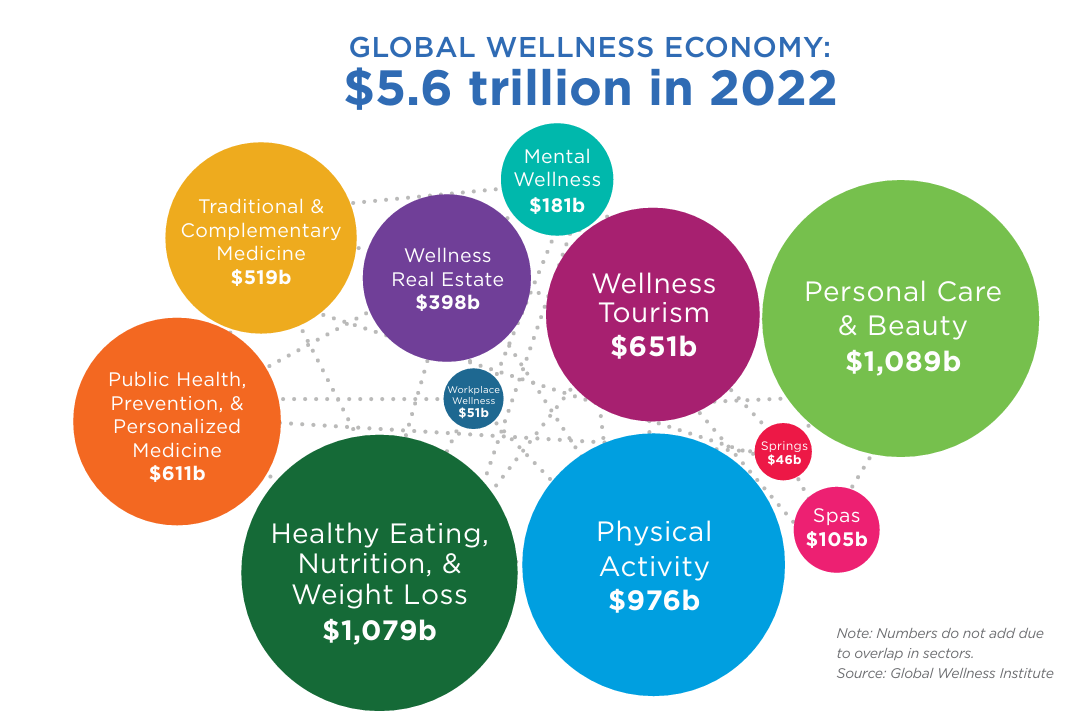 GLOBAL WELLNESS ECONOMY:
$5.6 trillion in 2022
Mental
Wellness
$181b
Traditional &
Complementary
Medicine
$519b
Wellness
Real Estate
$398b
Wellness
Tourism
$651b
Personal Care
& Beauty
$1,089b
Public Health,
Prevention, &
Personalized
Medicine
$611b
Workplace
Wellness
$51b
Springs
$46b
Spas
$105b
Healthy Eating,
Nutrition, &
Weight Loss
$1,079b
Physical
Activity
$976b
Note: Numbers do not add due
to overlap in sectors.
Source: Global Wellness Institute